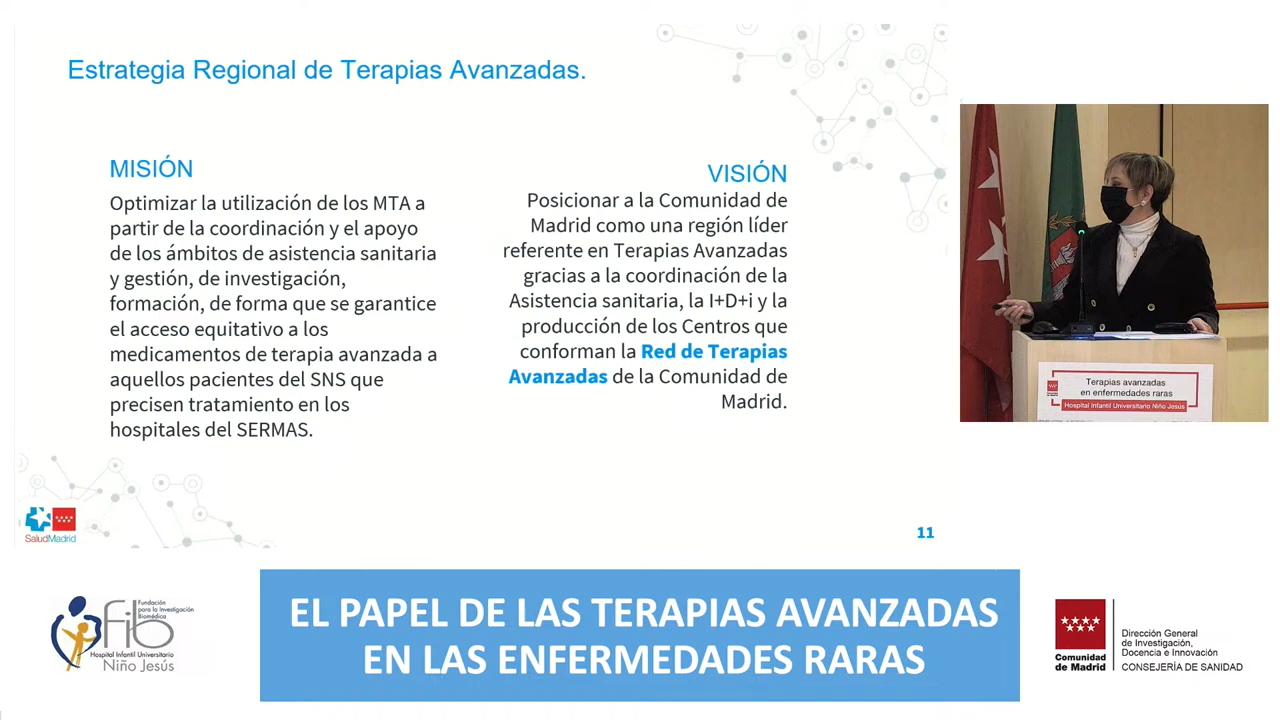 Estrategia Regional de Terapias Avanzadas.
MISIÓN
Optimizar la utilización de los MTA a
partir de la coordinación y el apoyo
de los ámbitos de asistencia sanitaria
y gestión, de investigación,
formación, de forma que se garantice
el acceso equitativo a los
medicamentos de terapia avanzada a
aquellos pacientes del SNS que
precisen tratamiento en los
hospitales del SERMAS.
VISIÓN
Posicionar a la Comunidad de
Madrid como una región líder
referente en Terapias Avanzadas
gracias a la coordinación de la
Asistencia sanitaria, la I+D+i y la
producción de los Centros que
conforman la Red de Terapias
Avanzadas de la Comunidad de
Madrid.
SaludMadrid
11
Terapias avanzadas
en enfermedades raras
Hospital Infantil Universitario Niño Jesús
fib
Fundación
para la Investigación
Biomédica
Hospital Infantil Universitario
Niño Jesús
EL PAPEL DE LAS TERAPIAS AVANZADAS
EN LAS ENFERMEDADES RARAS
Comunidad
de Madrid
Dirección General
de Investigación,
Docencia e Innovación
CONSEJERÍA DE SANIDAD